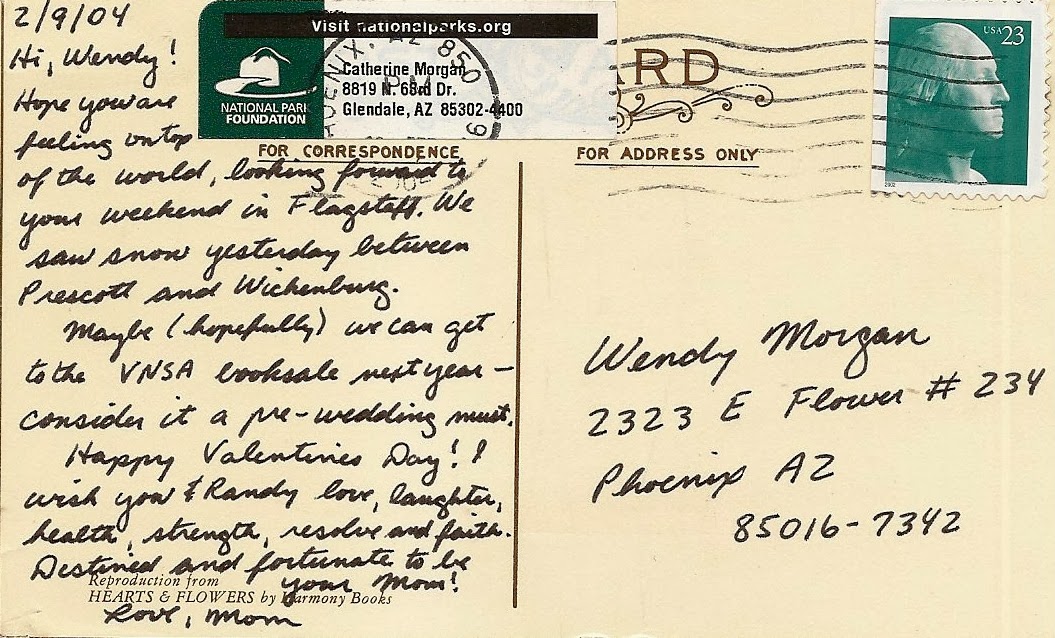 2/9/04
Hi, Wendy!
Hope you are
feeling on top
of the world, looking forward to
your weekend in Flagstaff. We
saw snow yesterday between
Prescott and Wickenburg.
Maybe (hopefully) we can get
to the VNSA booksale next year —
consider it a pre-wedding must.
Happy Valentines Day! I
wish you & Randy love, laughter,
health, strength, resolve and faith.
Destined and fortunate to be
your Mom!
Love, Mom
Reproduction from
HEARTS & FLOWERS by Harmony Books
Visit nationalparks.org
NATIONAL PARK
FOUNDATION
Catherine Morgan
8819 N. 63rd Dr.
Glendale, AZ 85302-4400
PHOENIX, AZ 850
ARD
FOR CORRESPONDENCE
FOR ADDRESS ONLY
USA 23
2002
Wendy Morgan
2323 E Flower # 234
Phoenix AZ
85016-7342